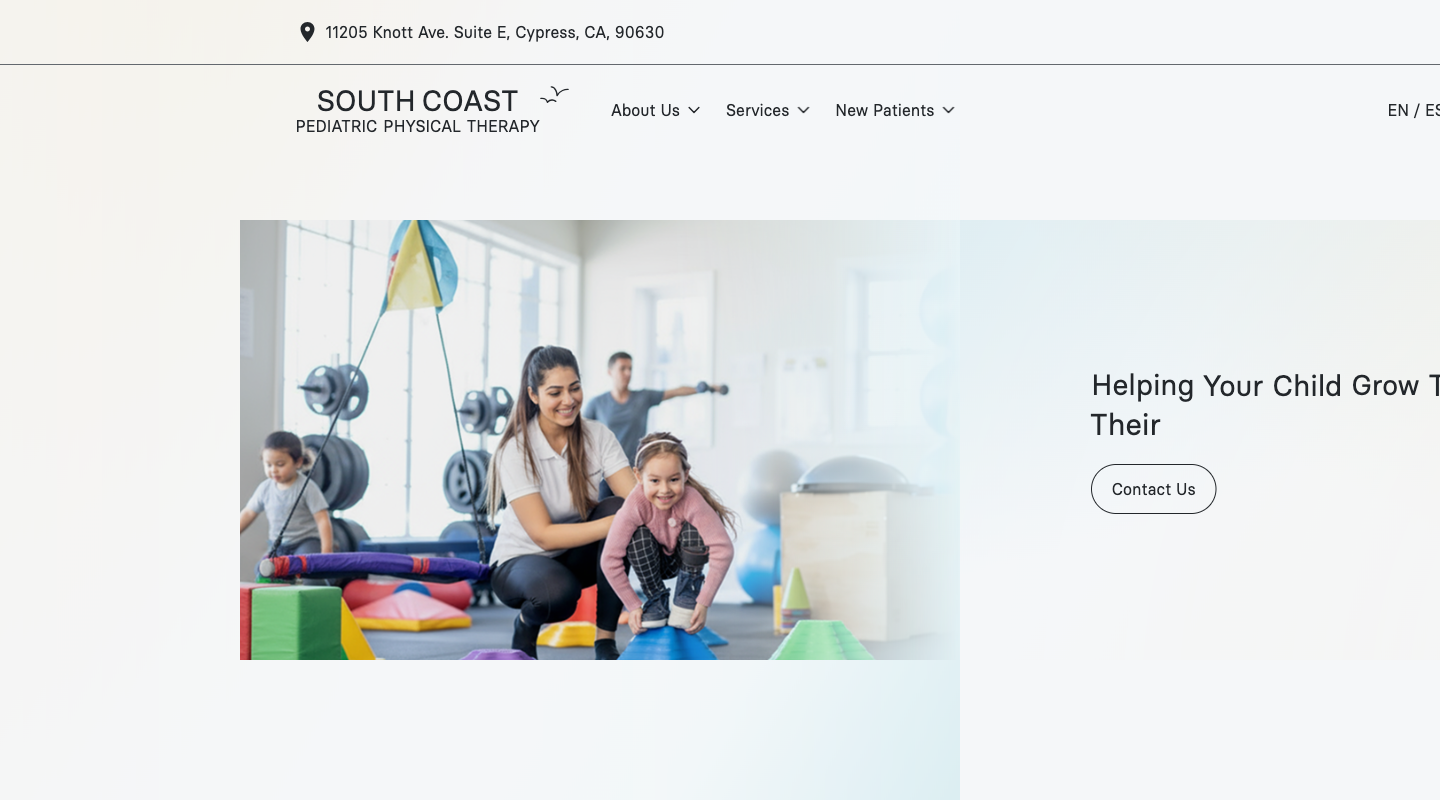 11205 Knott Ave. Suite E, Cypress, CA, 90630
SOUTH COAST
PEDIATRIC PHYSICAL THERAPY
About Us
Services
New Patients
EN / ES
Helping Your Child Grow T
Their
Contact Us